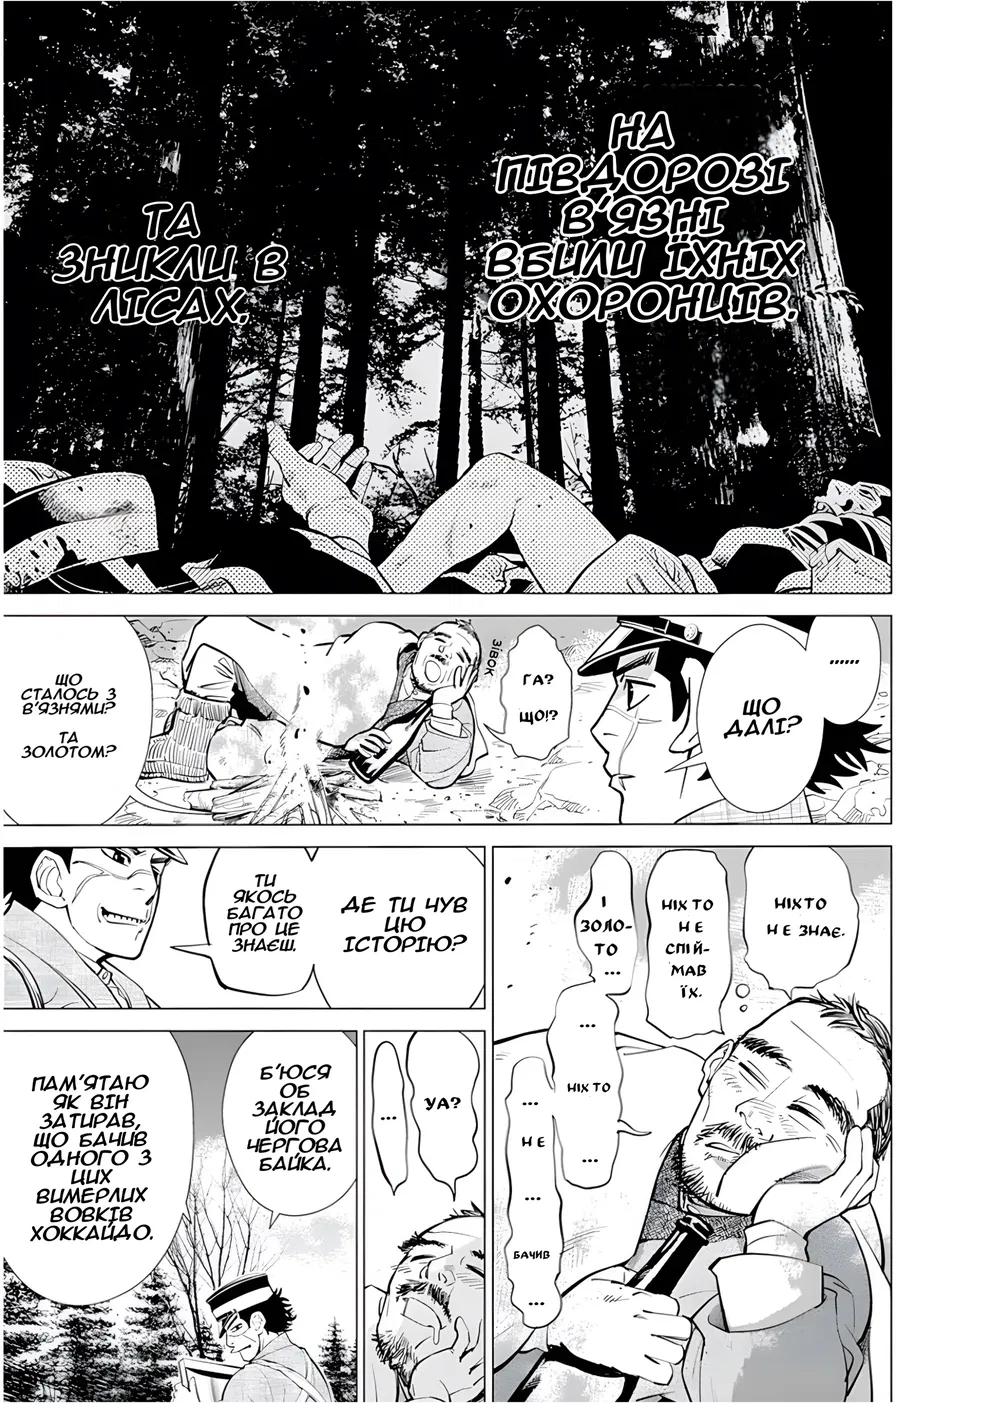 НА
ПІВДОРОЗІ
В'ЯЗНІ
ВБИЛИ ЇХНІХ
ОХОРОНЦІВ.
ТА
ЗНИКЛИ В
ЛІСАХ.
......
ЩО
ДАЛІ?
ГА?
ЩО!?
ЗІВОК
ЩО
СТАЛОСЬ З
В'ЯЗНЯМИ?
ТА
ЗОЛОТОМ?
НІХТО
НЕ ЗНАЄ.
НІХТО
НЕ
СПІЙ-
МАВ
ЇХ.
І
ЗОЛО-
ТО
...
...
НІХТО
...
...
НЕ
...
БАЧИВ
...
ДЕ ТИ ЧУВ
ЦЮ
ІСТОРІЮ?
ТИ
ЯКОСЬ
БАГАТО
ПРО ЦЕ
ЗНАЄШ.
УА?
...
Б'ЮСЯ
ОБ
ЗАКЛАД
ЙОГО
ЧЕРГОВА
БАЙКА.
ПАМ'ЯТАЮ
ЯК ВІН
ЗАТИРАВ,
ЩО БАЧИВ
ОДНОГО З
ЦИХ
ВИМЕРЛИХ
ВОВКІВ
ХОККАЙДО.